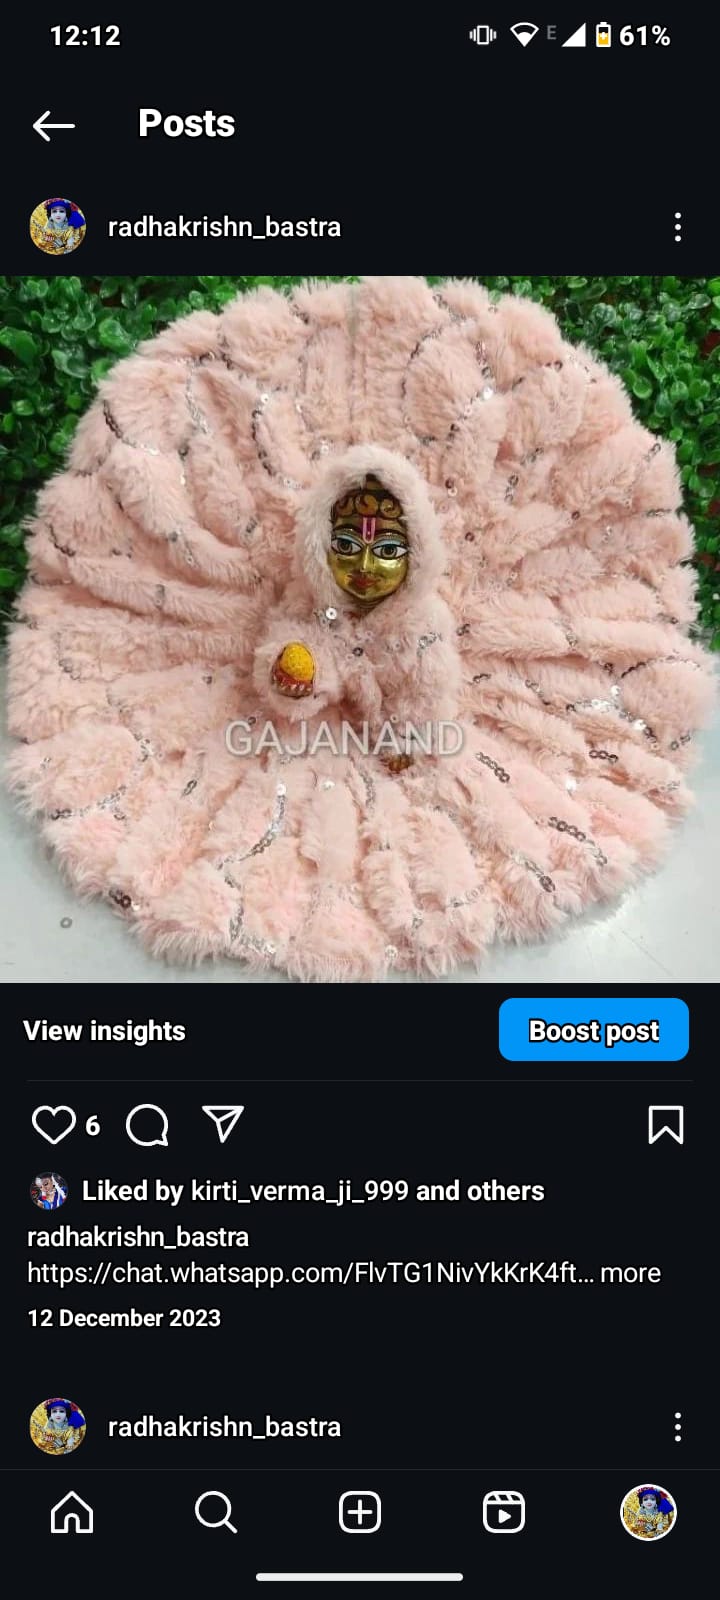 12:12
E
61%
Posts
radhakrishn_bastra
GAJANAND
View insights
Boost post
6
Liked by kirti_verma_ji_999 and others
radhakrishn_bastra
https://chat.whatsapp.com/FlvTG1NivYkKrK4ft... more
12 December 2023
radhakrishn_bastra